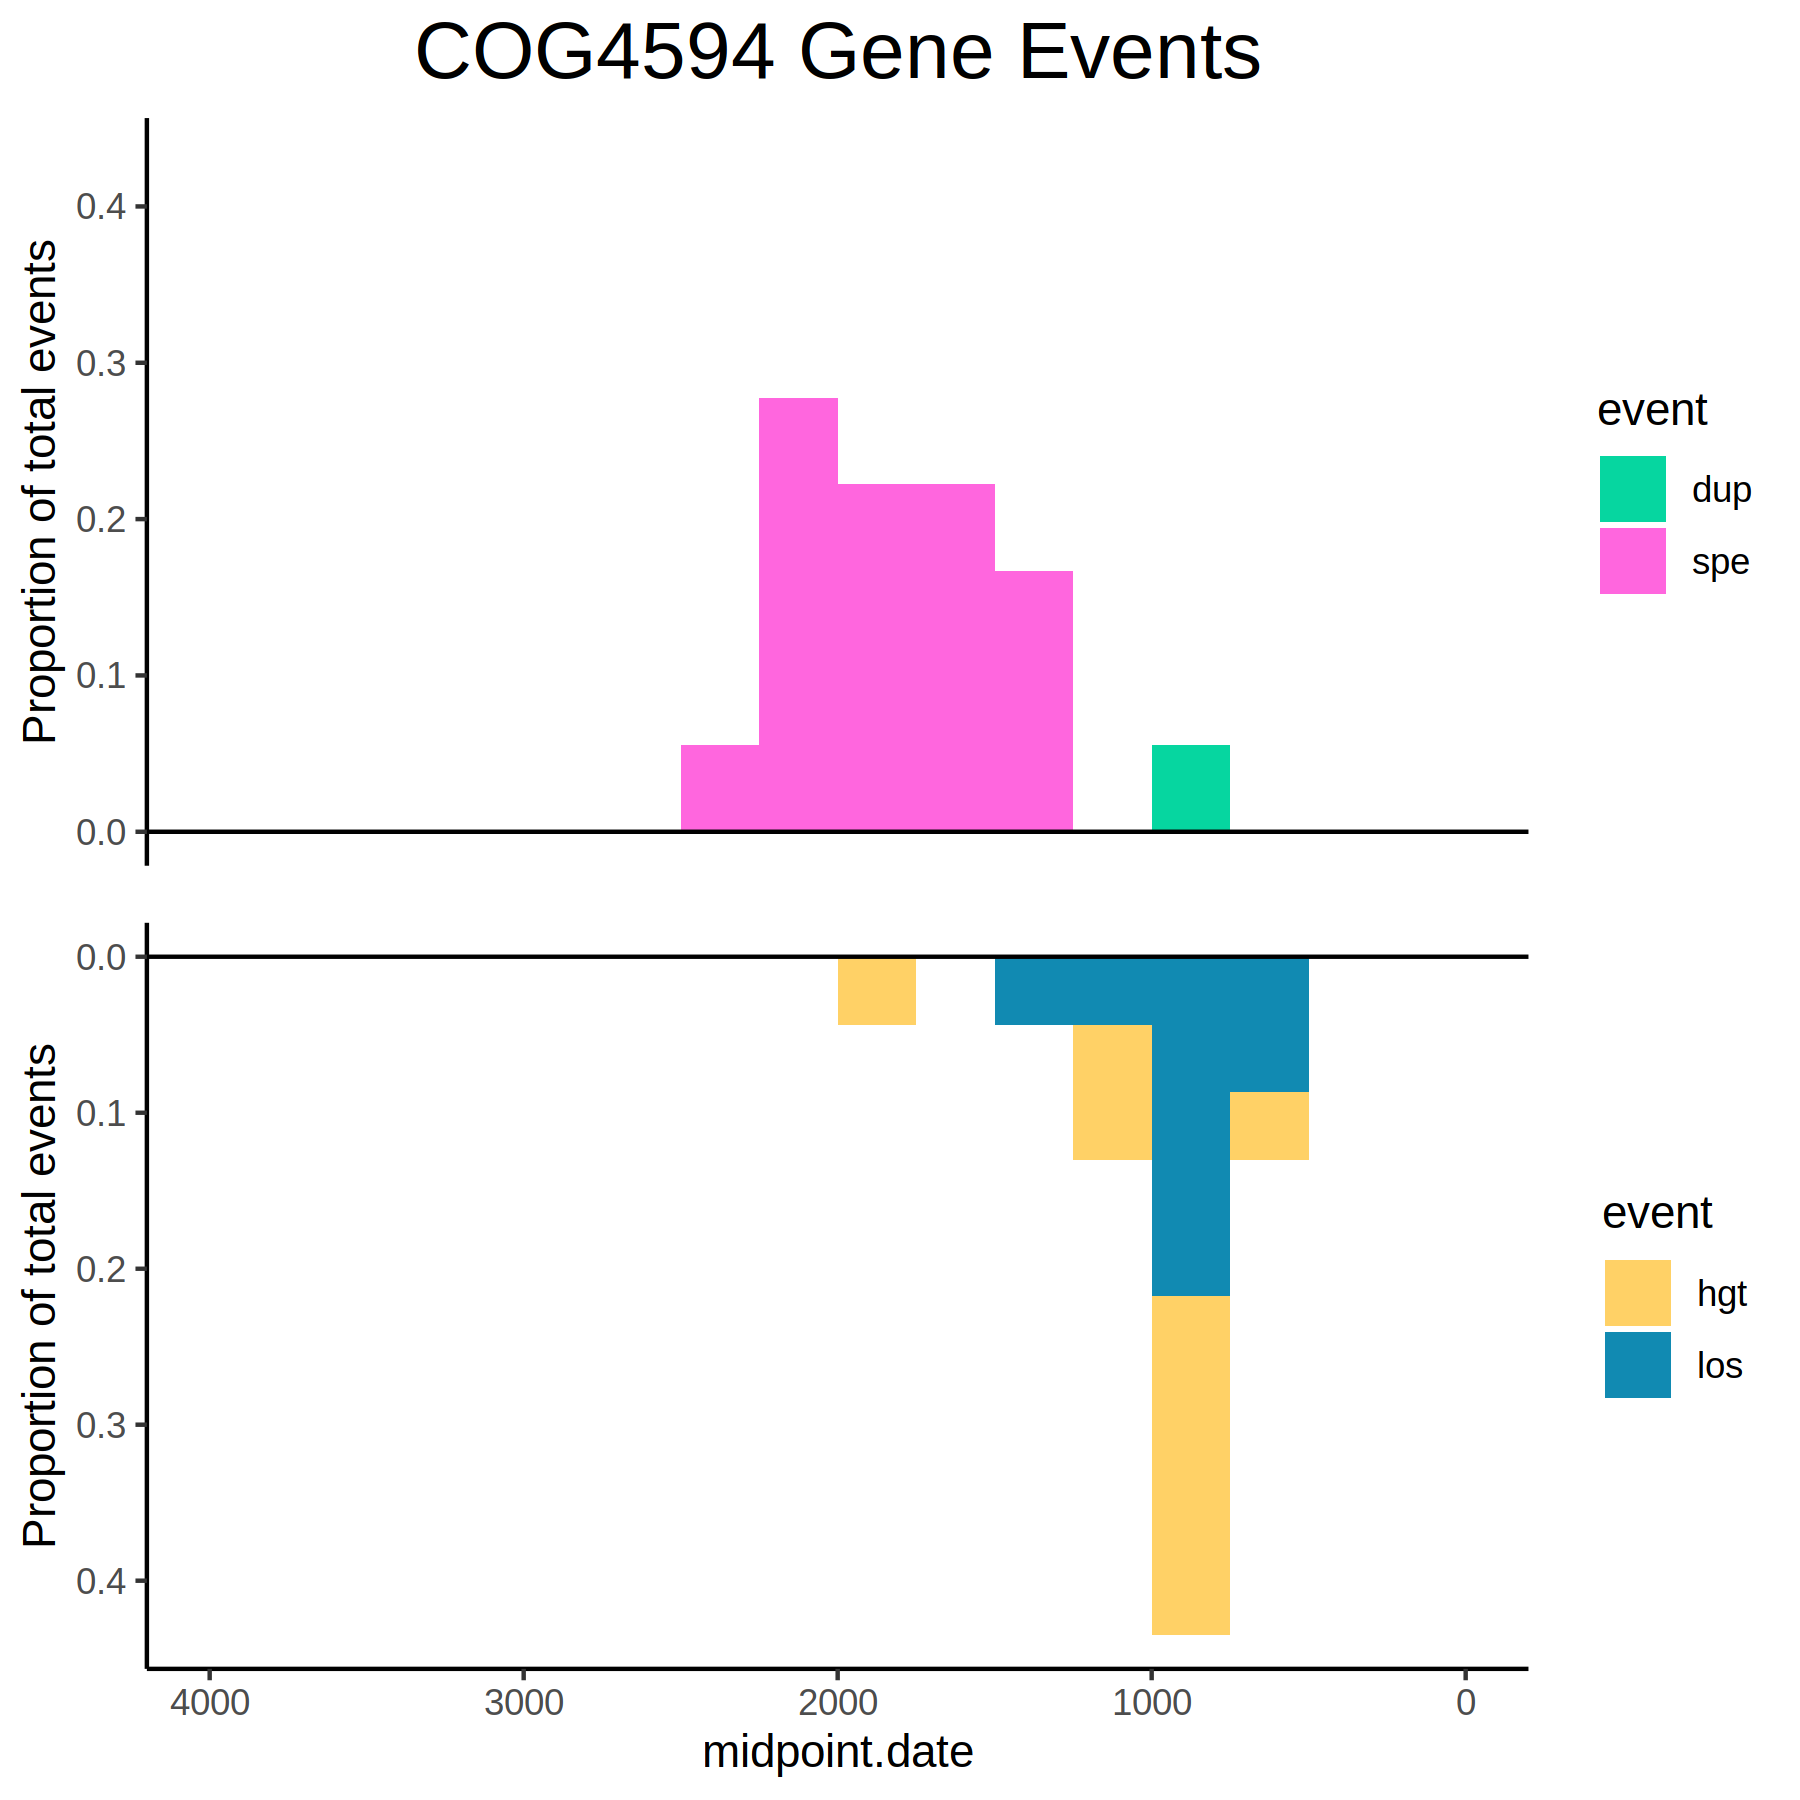 COG4594 Gene Events
Proportion of total events
0.4
0.3
0.2
0.1
0.0
event
dup
spe
Proportion of total events
0.0
0.1
0.2
0.3
0.4
event
hgt
los
4000 3000 2000 1000 0
midpoint.date